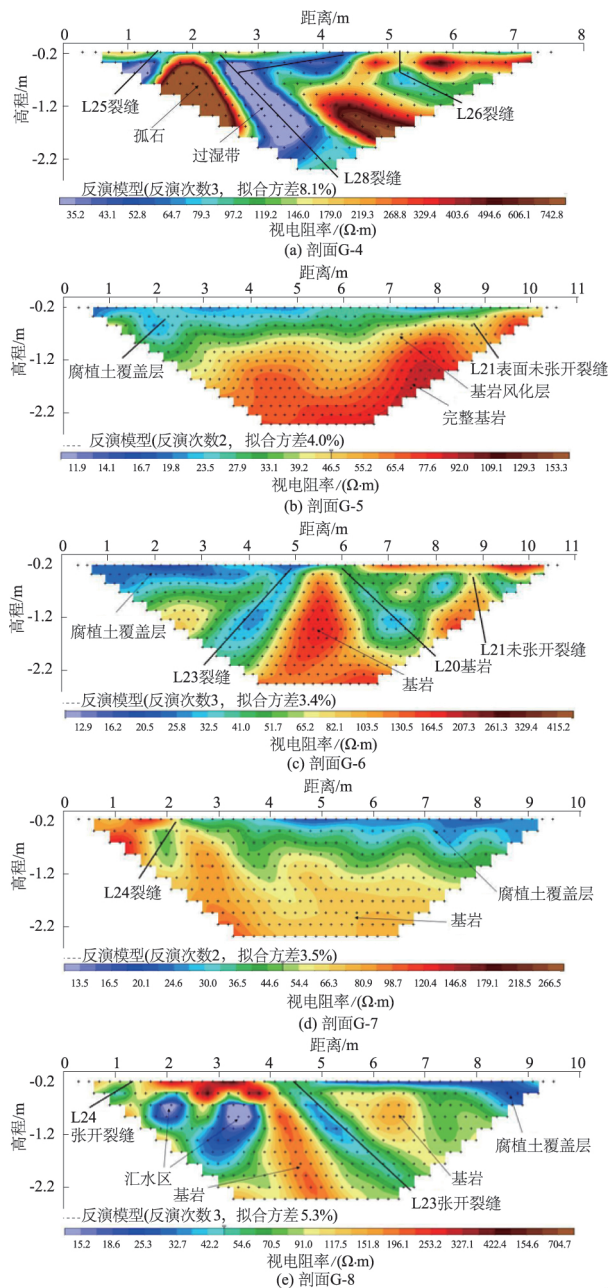 距离/m
0 1 2 3 4 5 6 7 8
高程/m
-0.2
-1.2
-2.2
L25裂缝
孤石
过湿带
L28裂缝
L26裂缝
反演模型(反演次数3，拟合方差8.1%)
35.2 43.1 52.8 64.7 79.3 97.2 119.2 146.0 179.0 219.3 268.8 329.4 403.6 494.6 606.1 742.8
视电阻率/(Ω·m)
(a) 剖面G-4
距离/m
0 1 2 3 4 5 6 7 8 9 10 11
高程/m
-0.2
-1.2
-2.2
腐植土覆盖层
L21表面未张开裂缝
基岩风化层
完整基岩
反演模型(反演次数2，拟合方差4.0%)
11.9 14.1 16.7 19.8 23.5 27.9 33.1 39.2 46.5 55.2 65.4 77.6 92.0 109.1 129.3 153.3
视电阻率/(Ω·m)
(b) 剖面G-5
距离/m
0 1 2 3 4 5 6 7 8 9 10 11
高程/m
-0.2
-1.2
-2.2
腐植土覆盖层
L23裂缝
基岩
L20基岩
L21未张开裂缝
反演模型(反演次数3，拟合方差3.4%)
12.9 16.2 20.5 25.8 32.5 41.0 51.7 65.2 82.1 103.5 130.5 164.5 207.3 261.3 329.4 415.2
视电阻率/(Ω·m)
(c) 剖面G-6
距离/m
0 1 2 3 4 5 6 7 8 9 10
高程/m
-0.2
-1.2
-2.2
L24裂缝
腐植土覆盖层
基岩
反演模型(反演次数2，拟合方差3.5%)
13.5 16.5 20.1 24.6 30.0 36.5 44.6 54.4 66.3 80.9 98.7 120.4 146.8 179.1 218.5 266.5
视电阻率/(Ω·m)
(d) 剖面G-7
距离/m
0 1 2 3 4 5 6 7 8 9 10
高程/m
-0.2
-1.2
-2.2
L24
张开裂缝
汇水区
基岩
L23张开裂缝
基岩
腐植土覆盖层
反演模型(反演次数3，拟合方差5.3%)
15.2 18.6 25.3 32.7 42.2 54.6 70.5 91.0 117.5 151.8 196.1 253.2 327.1 422.4 554.6 704.7
视电阻率/(Ω·m)
(e) 剖面G-8